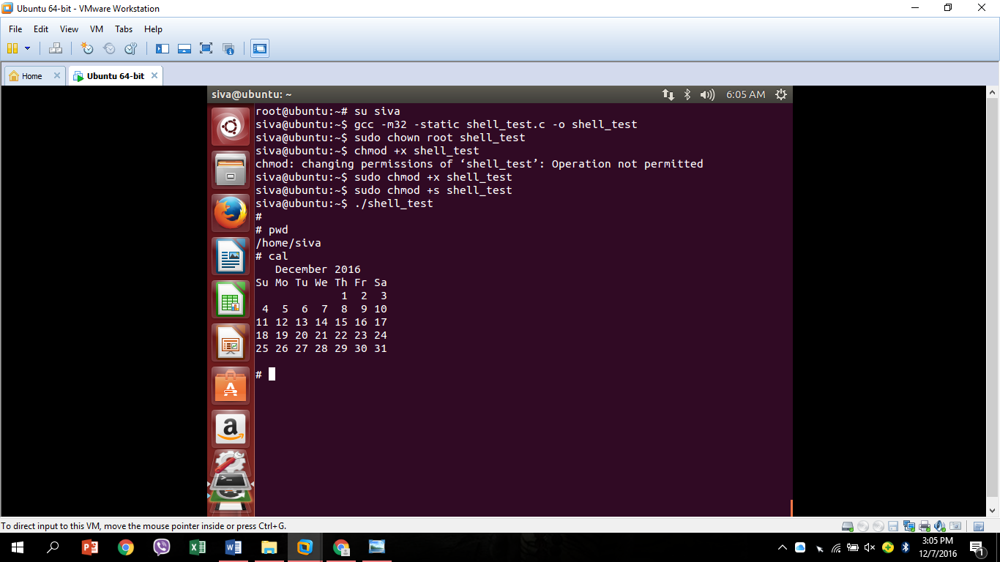 Ubuntu 64-bit - VMware Workstation
File Edit View VM Tabs Help
Home Ubuntu 64-bit
siva@ubuntu: ~ 6:05 AM
root@ubuntu:~# su siva
siva@ubuntu:~$ gcc -m32 -static shell_test.c -o shell_test
siva@ubuntu:~$ sudo chown root shell_test
siva@ubuntu:~$ chmod +x shell_test
chmod: changing permissions of ‘shell_test’: Operation not permitted
siva@ubuntu:~$ sudo chmod +x shell_test
siva@ubuntu:~$ sudo chmod +s shell_test
siva@ubuntu:~$ ./shell_test
#
# pwd
/home/siva
# cal
   December 2016
Su Mo Tu We Th Fr Sa
             1  2  3
 4  5  6  7  8  9 10
11 12 13 14 15 16 17
18 19 20 21 22 23 24
25 26 27 28 29 30 31
#
To direct input to this VM, move the mouse pointer inside or press Ctrl+G.
3:05 PM
12/7/2016
1